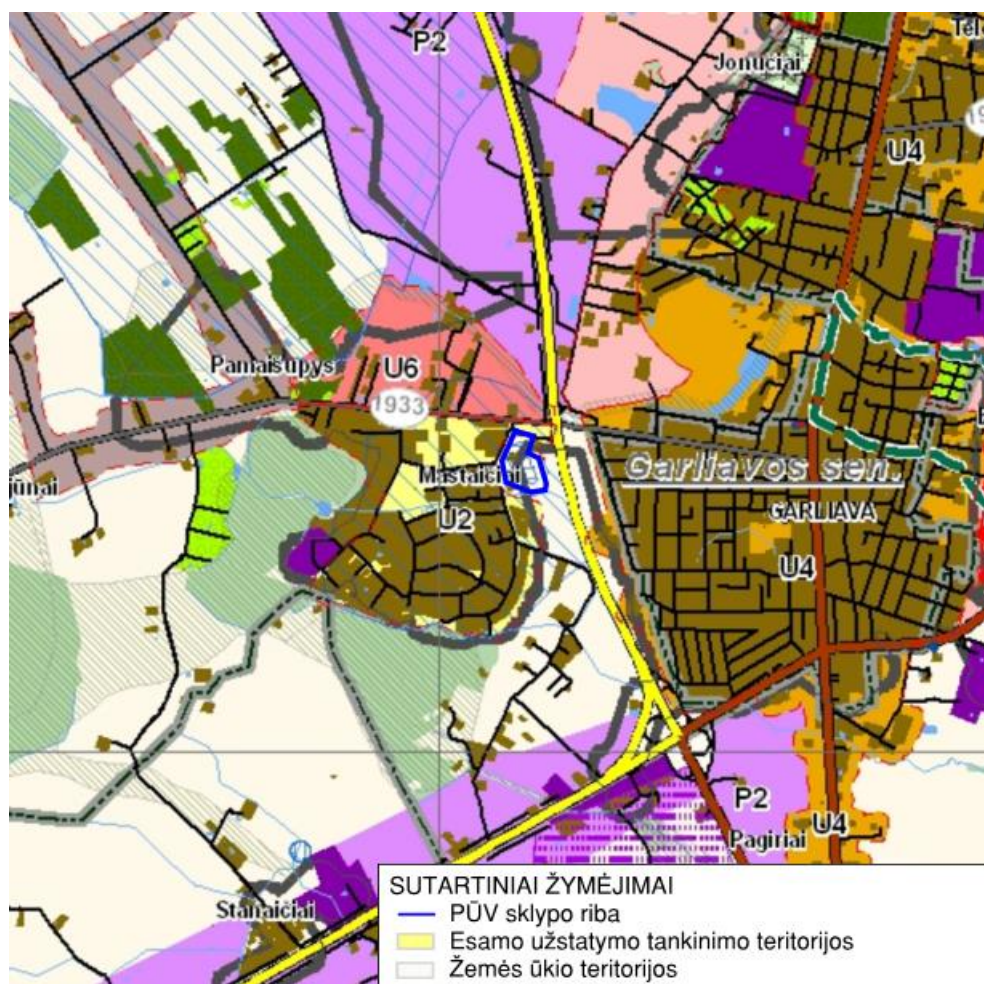 P2
Jonučiai
U4
Pamaišupys
U6
1933
Mastaičiai
Garliavos sen.
U2
GARLIAVA
U4
P2
Pagiriai
U4
Stanaičiai
SUTARTINIAI ŽYMĖJIMAI
PŪV sklypo riba
Esamo užstatymo tankinimo teritorijos
Žemės ūkio teritorijos